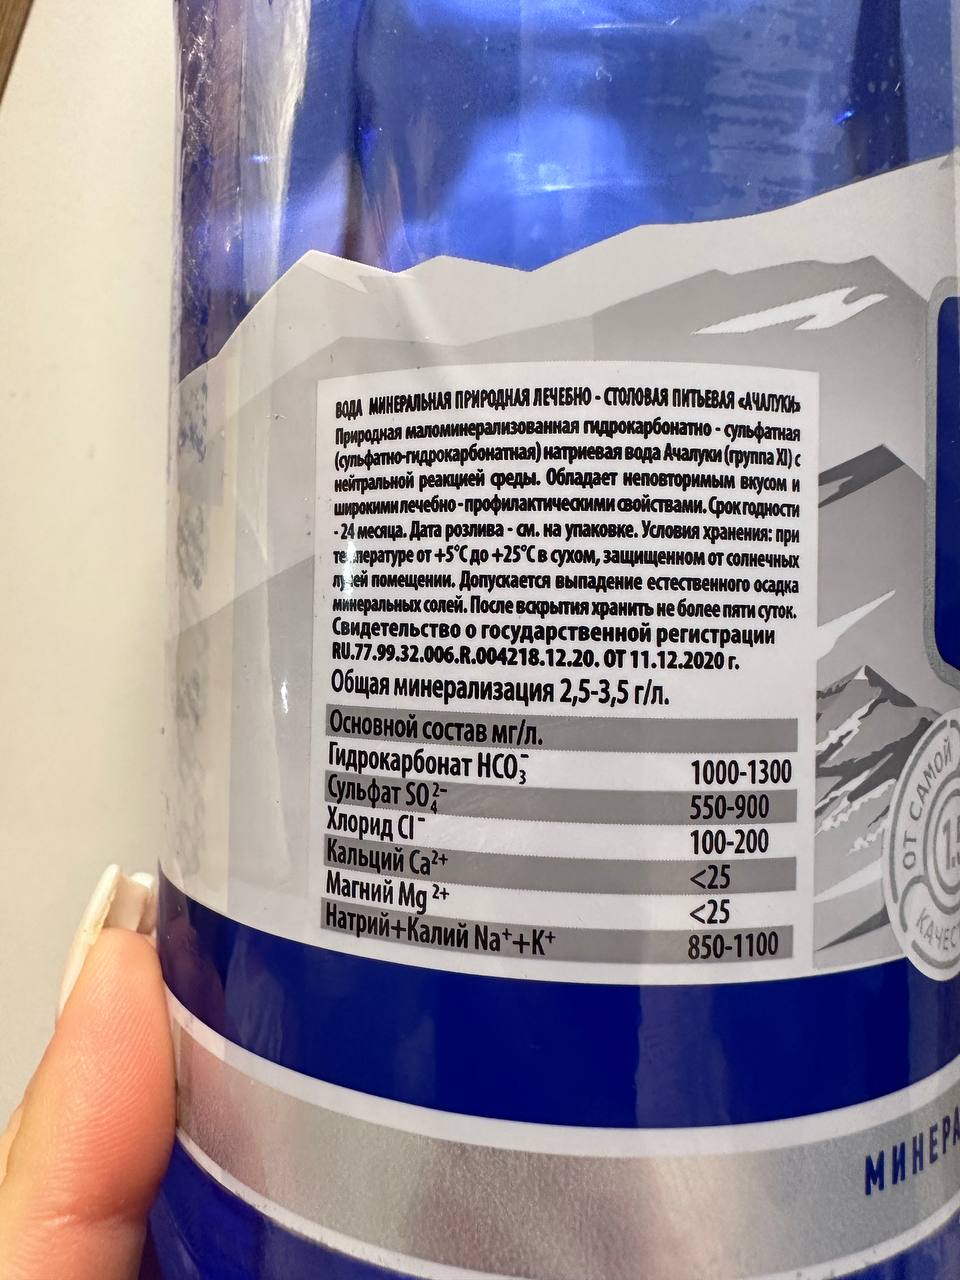 ВОДА МИНЕРАЛЬНАЯ ПРИРОДНАЯ ЛЕЧЕБНО - СТОЛОВАЯ ПИТЬЕВАЯ «АЧАЛУКИ»
Природная маломинерализованная гидрокарбонатно - сульфатная
(сульфатно-гидрокарбонатная) натриевая вода Ачалуки (группа XI) с
нейтральной реакцией среды. Обладает неповторимым вкусом и
широкими лечебно - профилактическими свойствами. Срок годности
- 24 месяца. Дата розлива - см. на упаковке. Условия хранения: при
температуре от +5°С до +25°С в сухом, защищенном от солнечных
лучей помещении. Допускается выпадение естественного осадка
минеральных солей. После вскрытия хранить не более пяти суток.
Свидетельство о государственной регистрации
RU.77.99.32.006.R.004218.12.20. ОТ 11.12.2020 г.
Общая минерализация 2,5-3,5 г/л.
Основной состав мг/л.
Гидрокарбонат HCO₃⁻ 1000-1300
Сульфат SO₄²⁻ 550-900
Хлорид Cl⁻ 100-200
Кальций Ca²⁺ <25
Магний Mg²⁺ <25
Натрий+Калий Na⁺+K⁺ 850-1100
ОТ САМОЙ